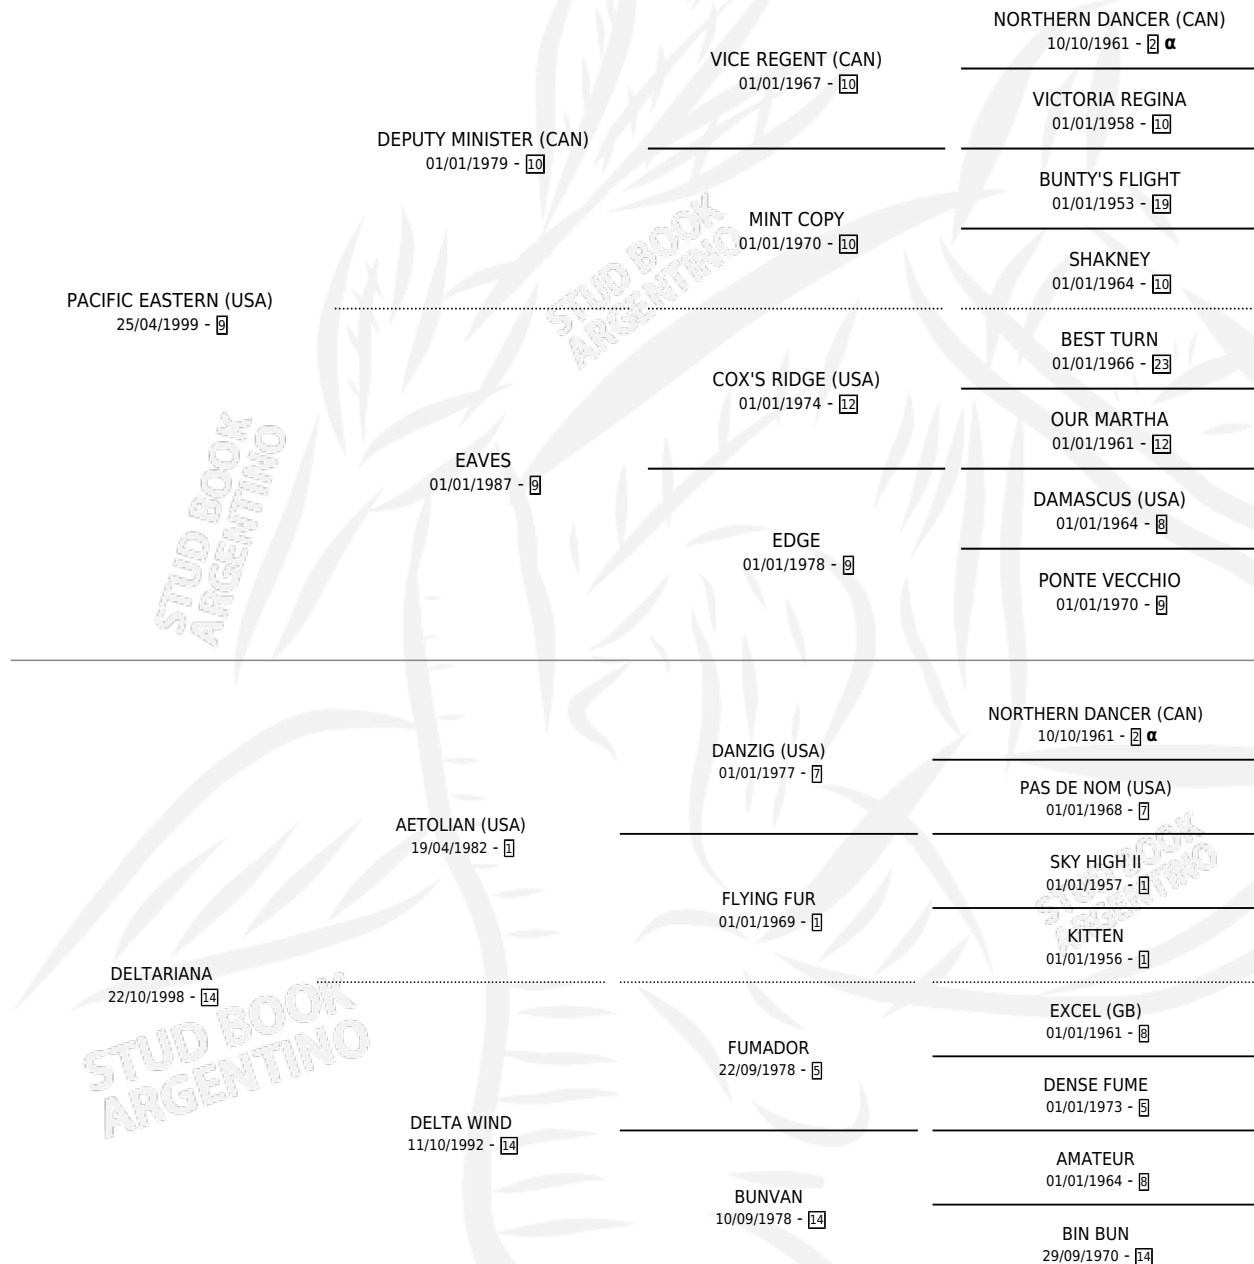 NORTHERN DANCER (CAN)
10/10/1961 - 2 α
VICE REGENT (CAN)
01/01/1967 - 10
VICTORIA REGINA
01/01/1958 - 10
DEPUTY MINISTER (CAN)
01/01/1979 - 10
BUNTY'S FLIGHT
01/01/1953 - 19
MINT COPY
01/01/1970 - 10
SHAKNEY
01/01/1964 - 10
PACIFIC EASTERN (USA)
25/04/1999 - 9
BEST TURN
01/01/1966 - 23
COX'S RIDGE (USA)
01/01/1974 - 12
OUR MARTHA
01/01/1961 - 12
EAVES
01/01/1987 - 9
DAMASCUS (USA)
01/01/1964 - 8
EDGE
01/01/1978 - 9
PONTE VECCHIO
01/01/1970 - 9
NORTHERN DANCER (CAN)
10/10/1961 - 2 α
DANZIG (USA)
01/01/1977 - 7
PAS DE NOM (USA)
01/01/1968 - 7
AETOLIAN (USA)
19/04/1982 - 1
SKY HIGH II
01/01/1957 - 1
FLYING FUR
01/01/1969 - 1
KITTEN
01/01/1956 - 1
DELTARIANA
22/10/1998 - 14
EXCEL (GB)
01/01/1961 - 8
FUMADOR
22/09/1978 - 5
DENSE FUME
01/01/1973 - 5
DELTA WIND
11/10/1992 - 14
AMATEUR
01/01/1964 - 8
BUNVAN
10/09/1978 - 14
BIN BUN
29/09/1970 - 14
STUD BOOK
ARGENTINO
STUD BOOK
ARGENTINO
STUD BOOK
ARGENTINO
STUD BOOK
ARGENTINO